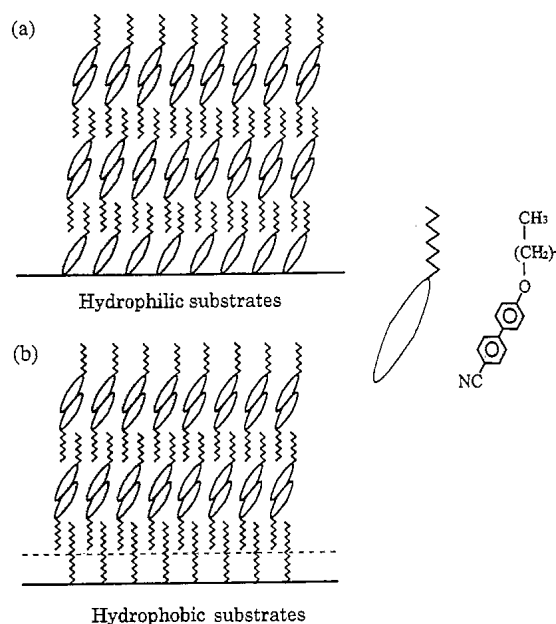 (a)
Hydrophilic substrates
CH₃
(CH₂)-
O
NC
(b)
Hydrophobic substrates